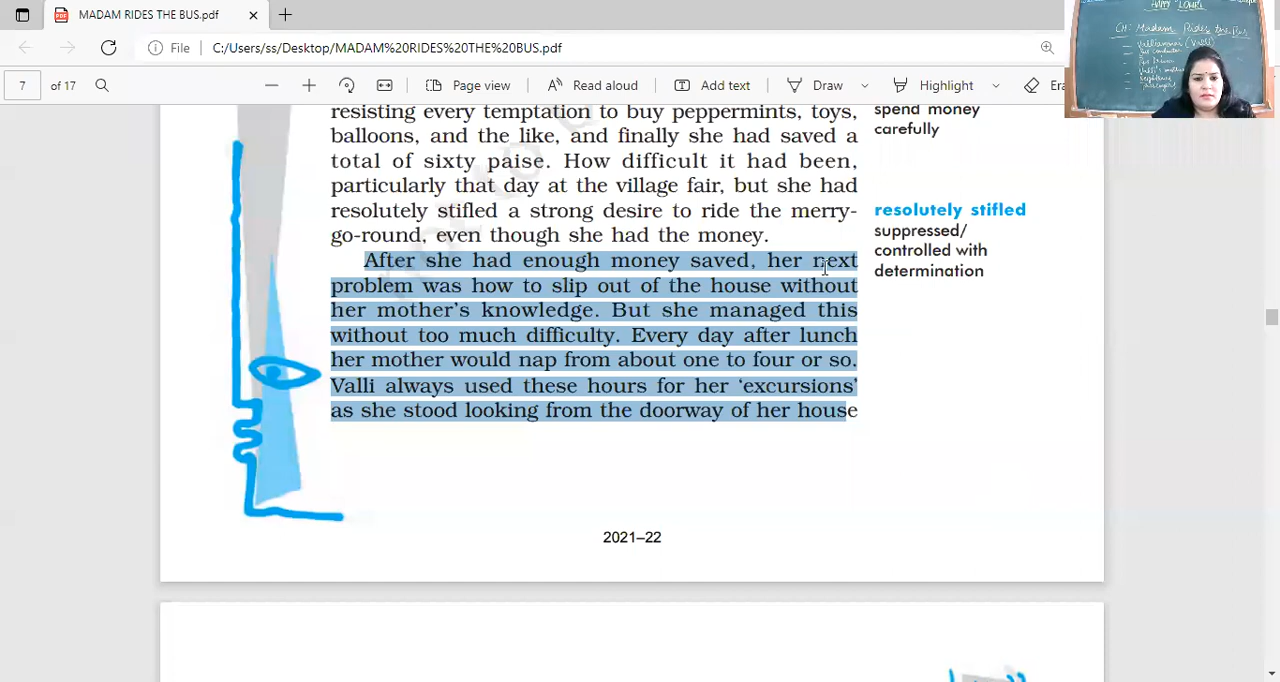 MADAM RIDES THE BUS.pdf
File
C:/Users/ss/Desktop/MADAM%20RIDES%20THE%20BUS.pdf
7 of 17
Page view
Read aloud
Add text
Draw
Highlight
Era
CH: Madam Rides the Bus
resisting every temptation to buy peppermints, toys,
balloons, and the like, and finally she had saved a
total of sixty paise. How difficult it had been,
particularly that day at the village fair, but she had
resolutely stifled a strong desire to ride the merry-
go-round, even though she had the money.
After she had enough money saved, her next
problem was how to slip out of the house without
her mother's knowledge. But she managed this
without too much difficulty. Every day after lunch
her mother would nap from about one to four or so.
Valli always used these hours for her ‘excursions’
as she stood looking from the doorway of her house
spend money
carefully
resolutely stifled
suppressed/
controlled with
determination
2021–22